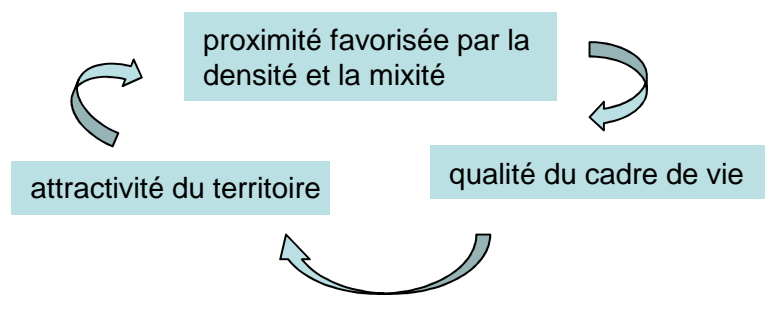 proximité favorisée par la
densité et la mixité
qualité du cadre de vie
attractivité du territoire